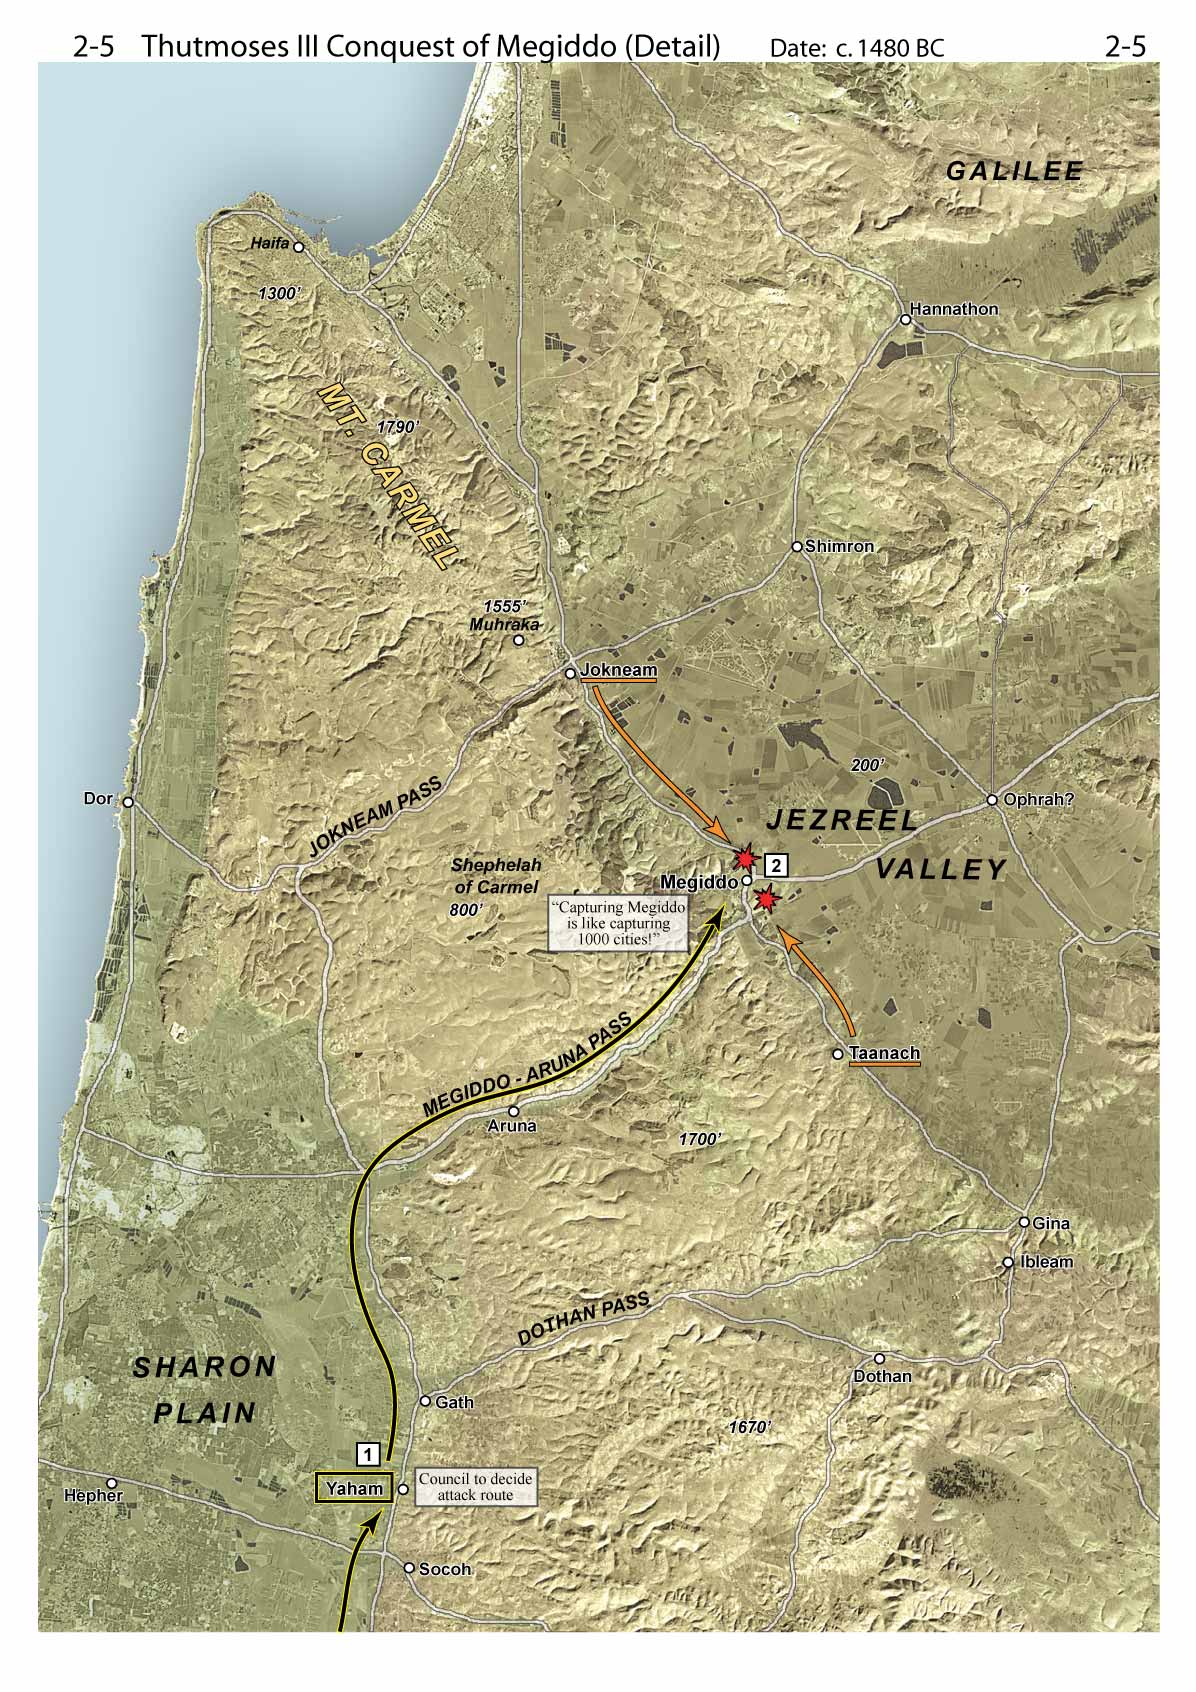 2-5 Thutmoses III Conquest of Megiddo (Detail) Date: c. 1480 BC 2-5
GALILEE
Haifa
1300’
Hannathon
MT. CARMEL
1790’
Shimron
1555’
Muhraka
Jokneam
200’
Dor
JOKNEAM PASS
Ophrah?
JEZREEL
VALLEY
Shephelah
of Carmel
800’
2
Megiddo
“Capturing Megiddo
is like capturing
1000 cities!”
MEGIDDO - ARUNA PASS
Taanach
Aruna
1700’
Gina
Ibleam
DOTHAN PASS
SHARON
PLAIN
Dothan
Gath
1670’
1
Yaham
Council to decide
attack route
Hepher
Socoh